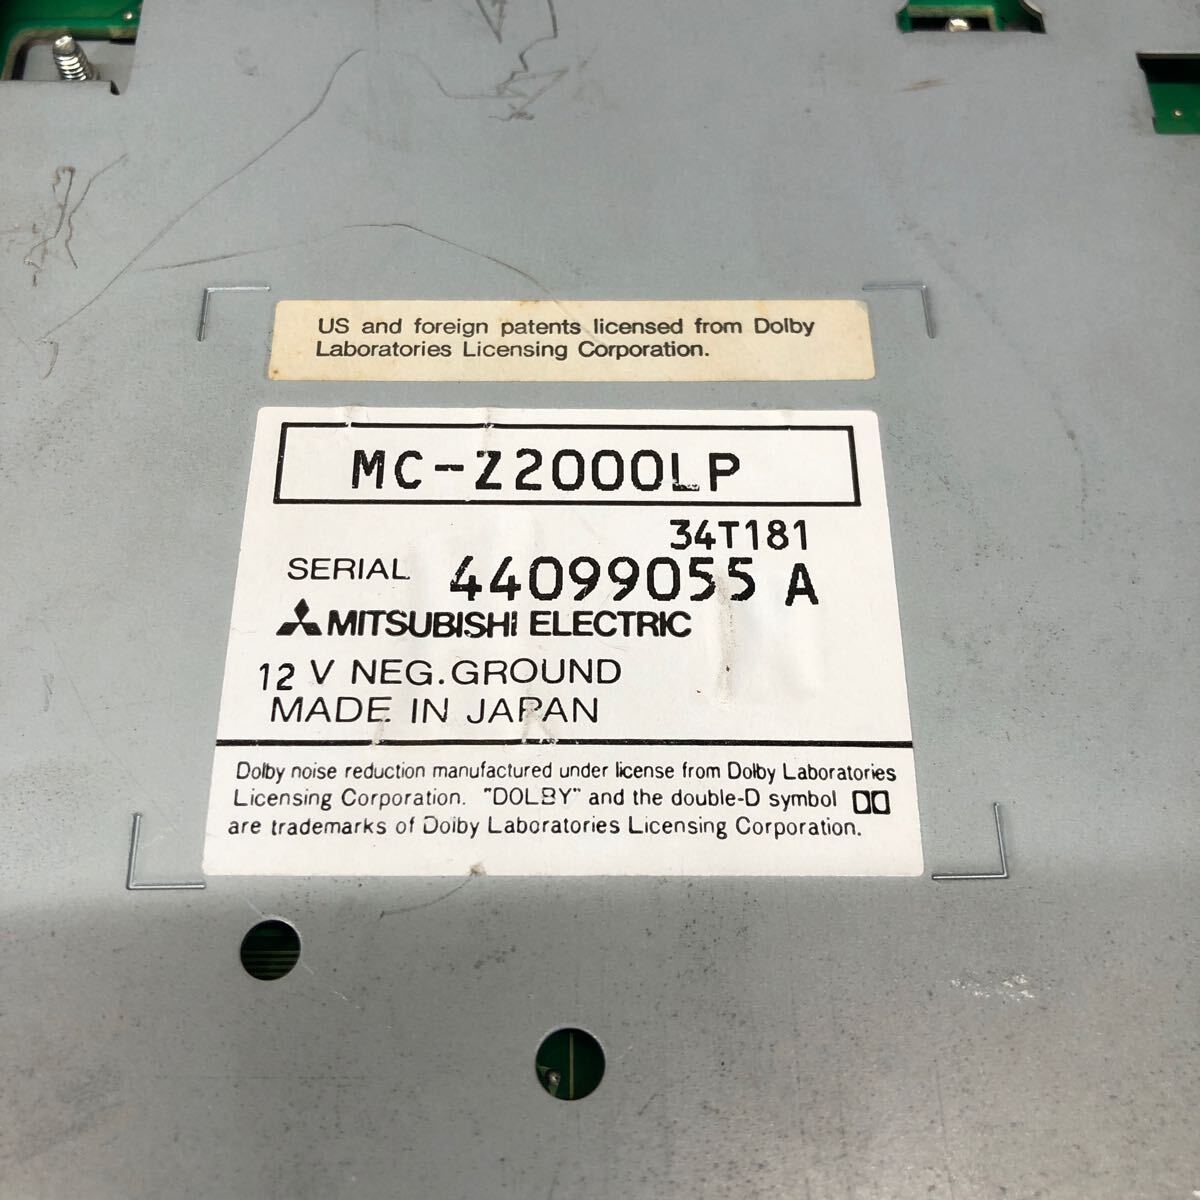 US and foreign patents licensed from Dolby
Laboratories Licensing Corporation.
MC-Z2000LP
34T181
SERIAL 44099055 A
MITSUBISHI ELECTRIC
12 V NEG.GROUND
MADE IN JAPAN
Dolby noise reduction manufactured under license from Dolby Laboratories
Licensing Corporation. "DOLBY" and the double-D symbol
are trademarks of Dolby Laboratories Licensing Corporation.